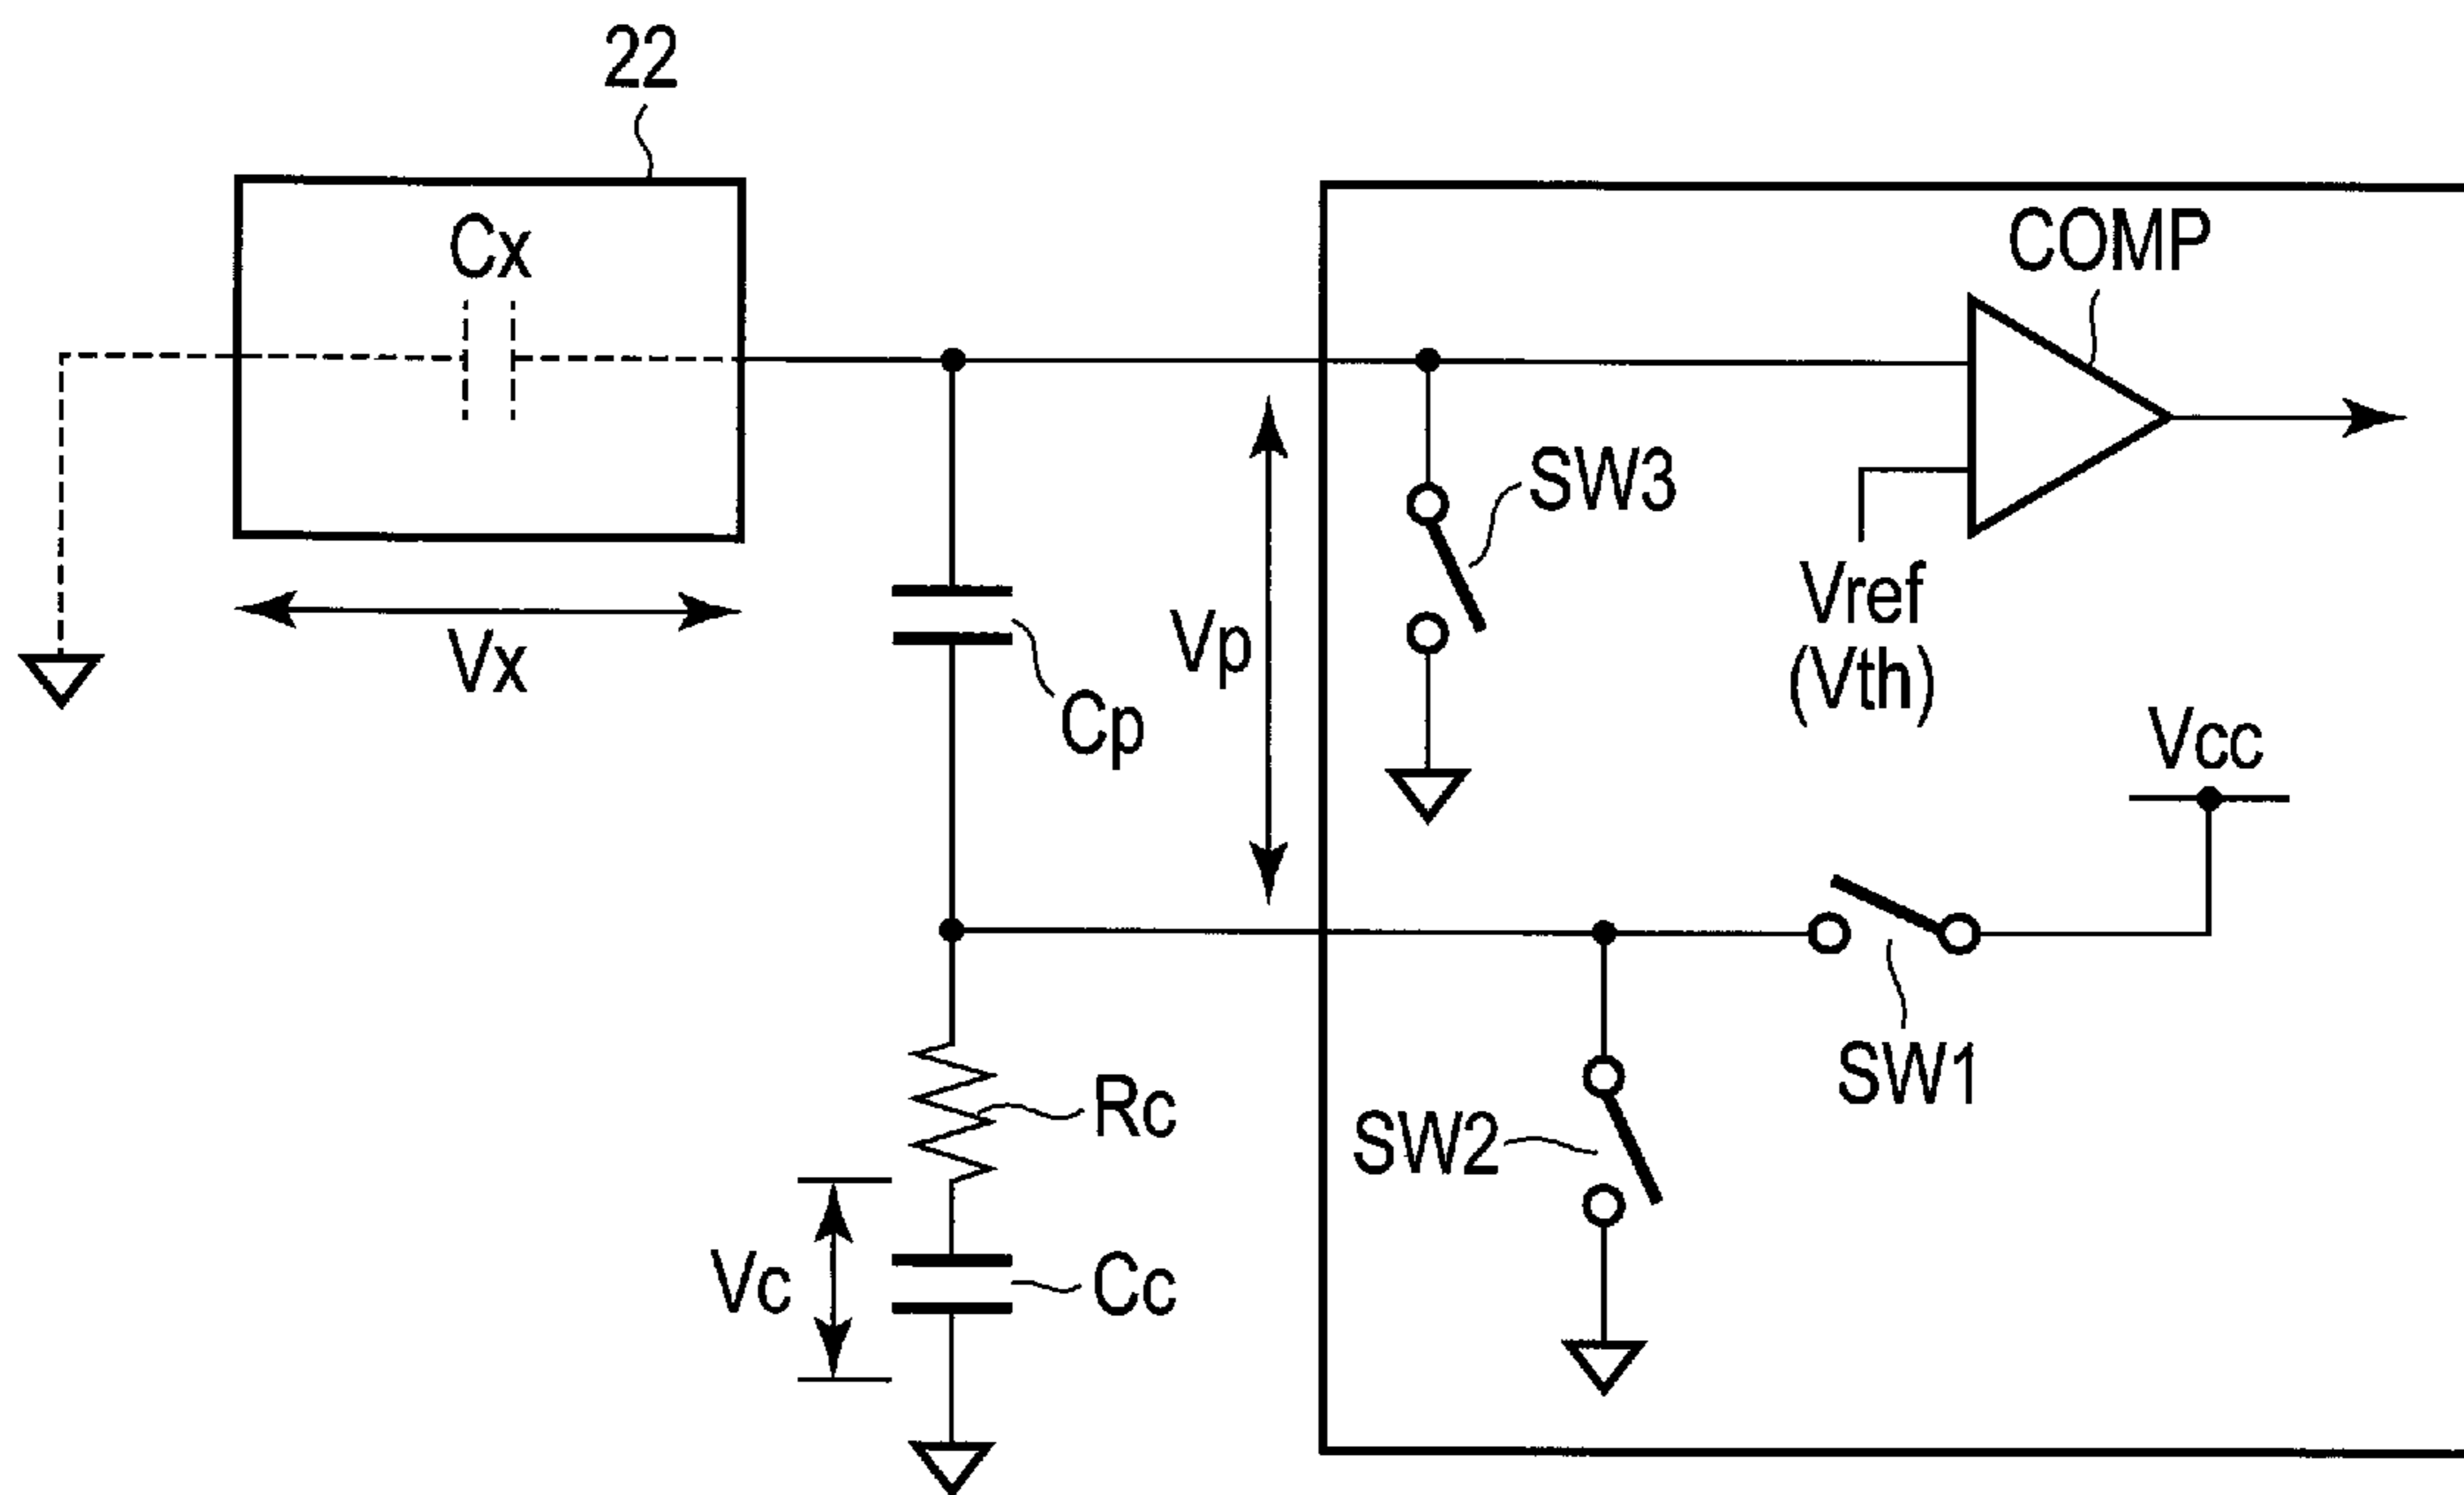 22
Cx
COMP
SW3
Vx
Vp
Cp
Vref
(Vth)
Vcc
SW1
Rc
SW2
Vc
Cc